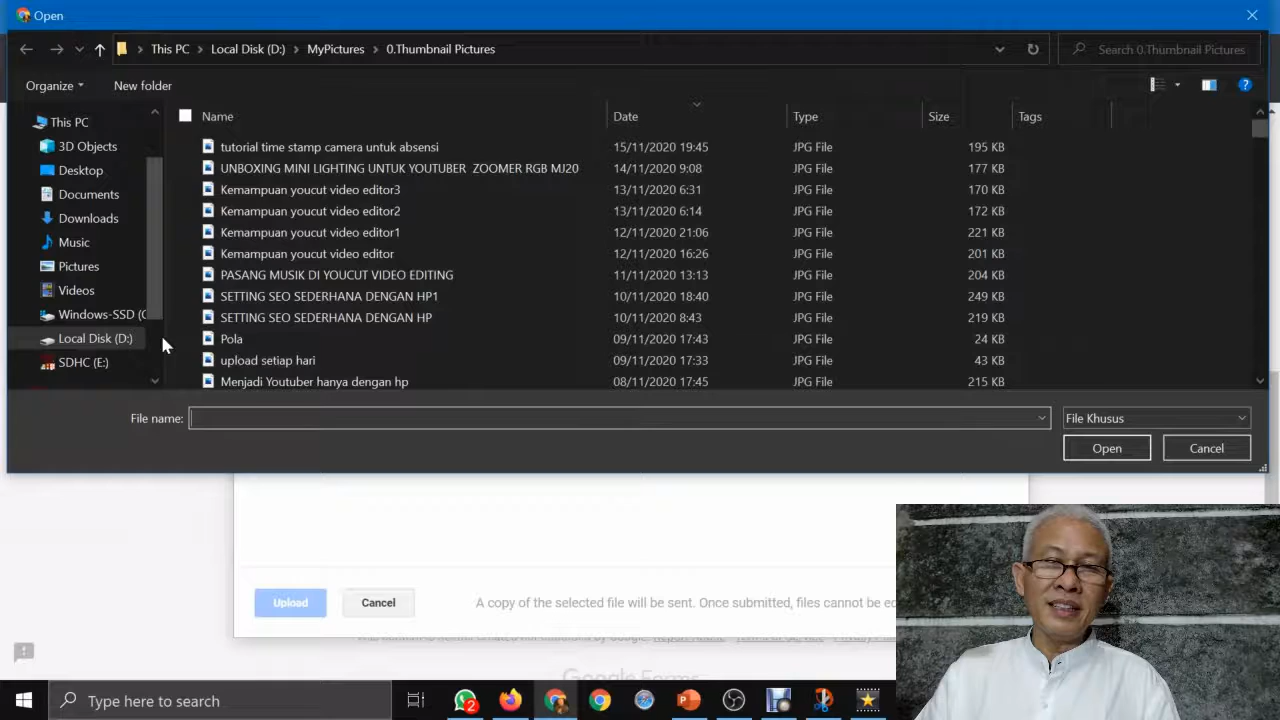 Open
This PC > Local Disk (D:) > MyPictures > 0.Thumbnail Pictures
Search 0.Thumbnail Pictures
Organize
New folder
This PC
3D Objects
Desktop
Documents
Downloads
Music
Pictures
Videos
Windows-SSD (C
Local Disk (D:)
SDHC (E:)
Name Date Type Size Tags
tutorial time stamp camera untuk absensi 15/11/2020 19:45 JPG File 195 KB
UNBOXING MINI LIGHTING UNTUK YOUTUBER ZOOMER RGB MJ20 14/11/2020 9:08 JPG File 177 KB
Kemampuan youcut video editor3 13/11/2020 6:31 JPG File 170 KB
Kemampuan youcut video editor2 13/11/2020 6:14 JPG File 172 KB
Kemampuan youcut video editor1 12/11/2020 21:06 JPG File 221 KB
Kemampuan youcut video editor 12/11/2020 16:26 JPG File 201 KB
PASANG MUSIK DI YOUCUT VIDEO EDITING 11/11/2020 13:13 JPG File 204 KB
SETTING SEO SEDERHANA DENGAN HP1 10/11/2020 18:40 JPG File 249 KB
SETTING SEO SEDERHANA DENGAN HP 10/11/2020 8:43 JPG File 219 KB
Pola 09/11/2020 17:43 JPG File 24 KB
upload setiap hari 09/11/2020 17:33 JPG File 43 KB
Menjadi Youtuber hanya dengan hp 08/11/2020 17:45 JPG File 215 KB
File name:
File Khusus
Open
Cancel
Upload
Cancel
A copy of the selected file will be sent. Once submitted, files cannot be ec
Google Forms
Type here to search
2